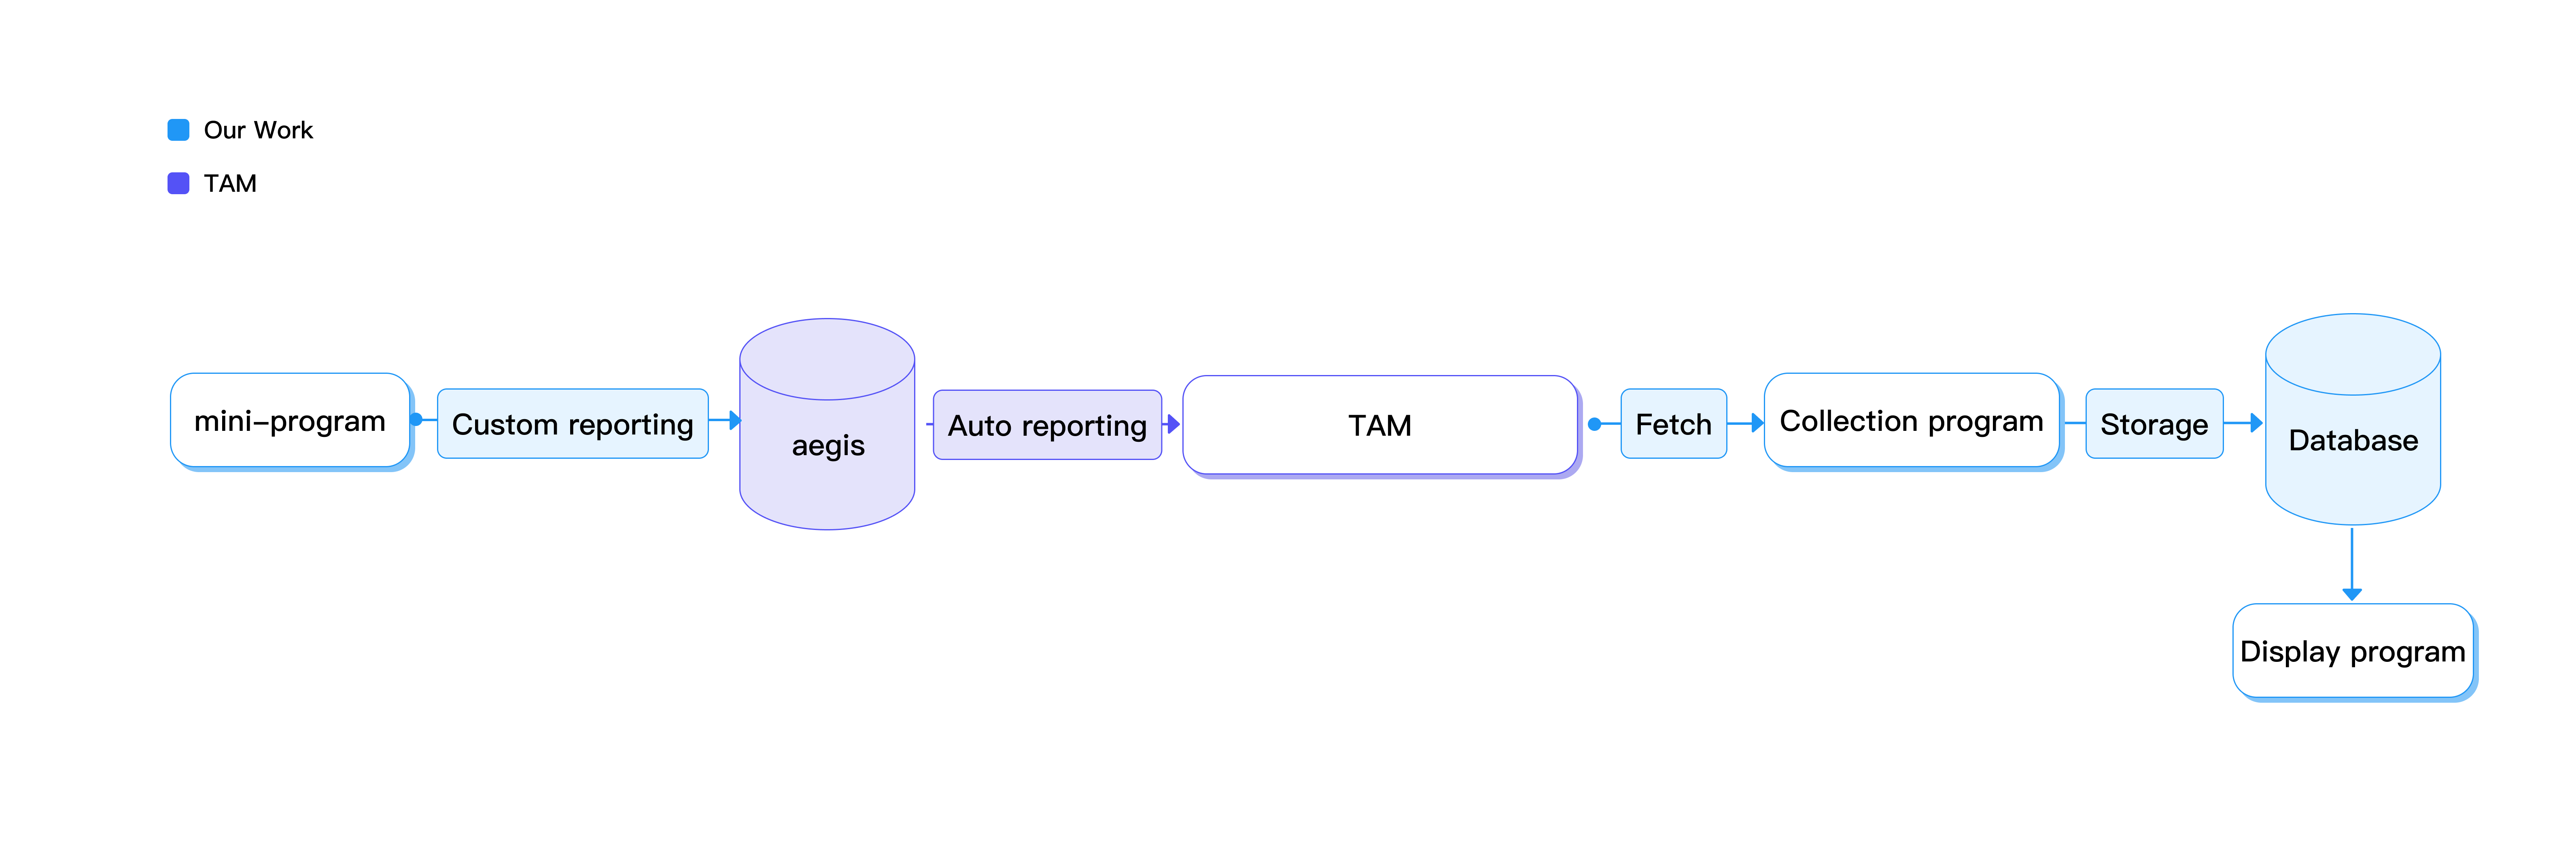 Our Work
TAM
mini-program
Custom reporting
aegis
Auto reporting
TAM
Fetch
Collection program
Storage
Database
Display program